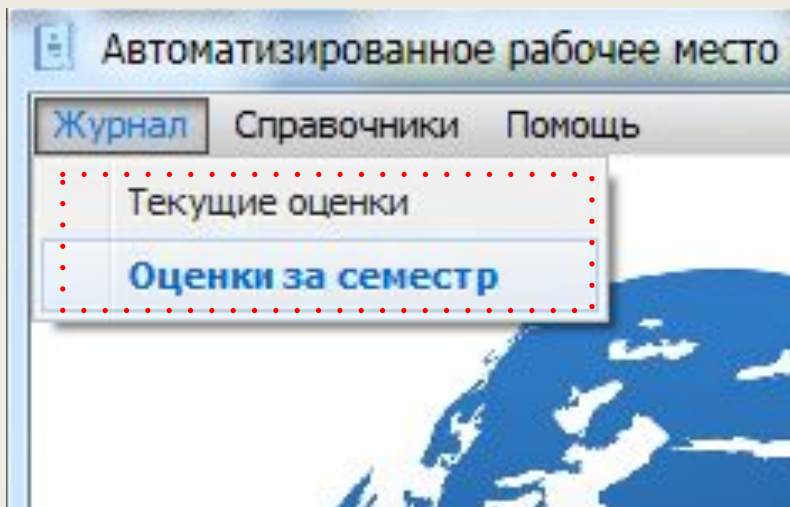 Автоматизированное рабочее место
Журнал Справочники Помощь
Текущие оценки
Оценки за семестр